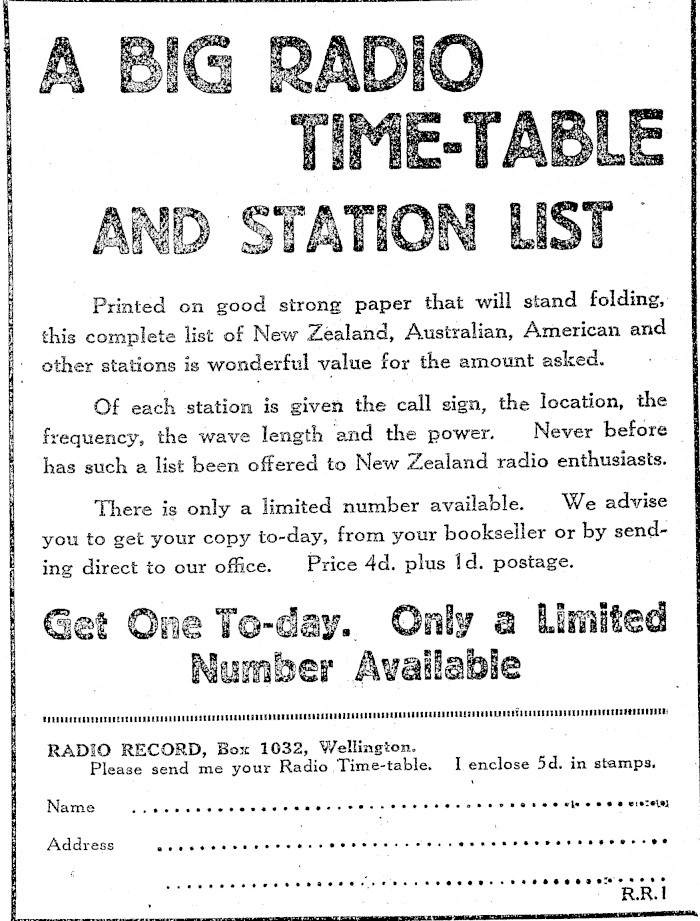 A BIG RADIO
TIME-TABLE
AND STATION LIST
Printed on good strong paper that will stand folding,
this complete list of New Zealand, Australian, American and
other stations is wonderful value for the amount asked.
Of each station is given the call sign, the location, the
frequency, the wave length and the power. Never before
has such a list been offered to New Zealand radio enthusiasts.
There is only a limited number available. We advise
you to get your copy to-day, from your bookseller or by send-
ing direct to our office. Price 4d. plus 1d. postage.
Get One To-day. Only a Limited
Number Available
RADIO RECORD, Box 1032, Wellington.
Please send me your Radio Time-table. I enclose 5d. in stamps.
Name ............................................................
Address ............................................................
............................................................
R.R.1